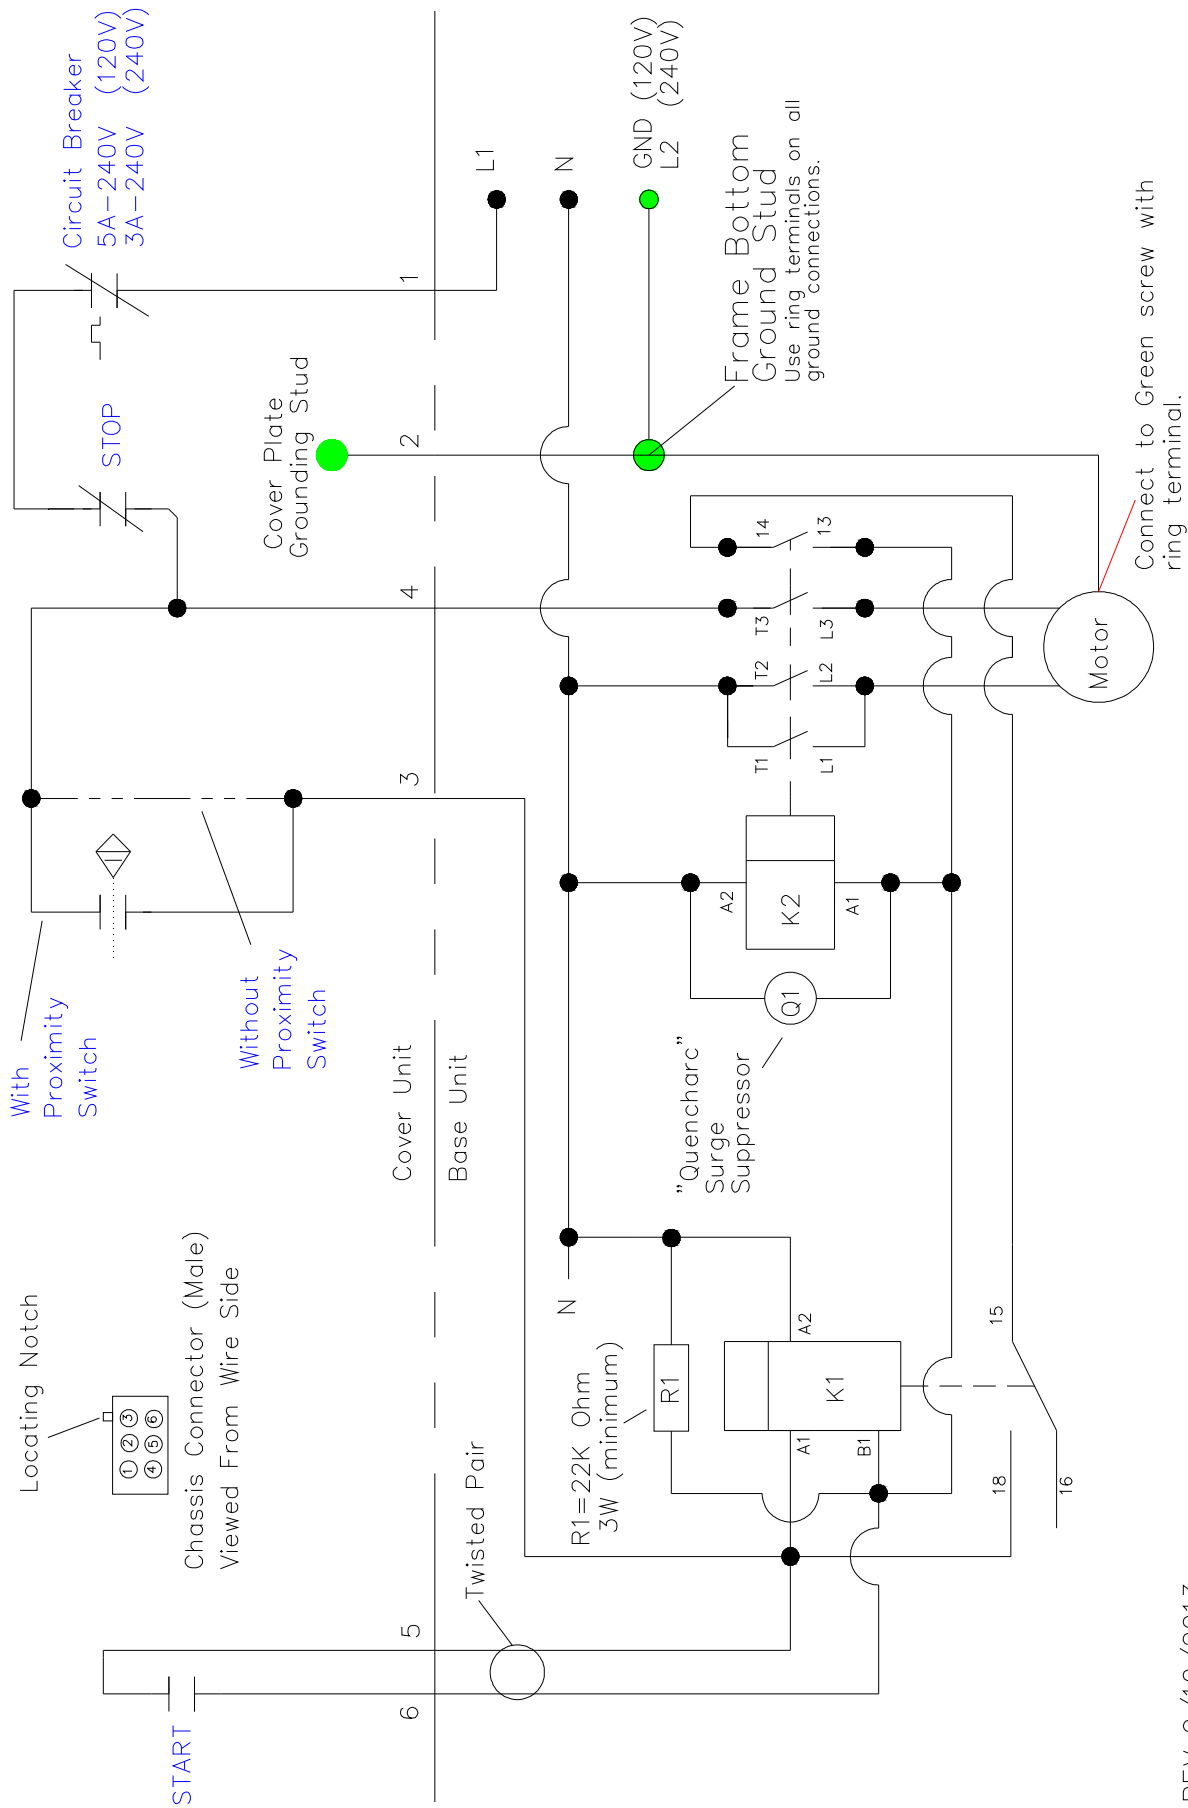 START
Locating Notch
1 2 3
4 5 6
Chassis Connector (Male)
Viewed From Wire Side
With
Proximity
Switch
Without
Proximity
Switch
STOP
Circuit Breaker
5A-240V (120V)
3A-240V (240V)
Cover Plate
Grounding Stud
6
5
3
4
2
1
Cover Unit
Base Unit
Twisted Pair
L1
N
GND (120V)
L2 (240V)
Frame Bottom
Ground Stud
Use ring terminals on all
ground connections.
N
R1=22K Ohm
3W (minimum)
R1
"Quencharc"
Surge
Suppressor
Q1
A2
K2
A1
T1
T2
T3
14
L1
L2
L3
13
A1
A2
K1
B1
18
15
16
Motor
Connect to Green screw with
ring terminal.